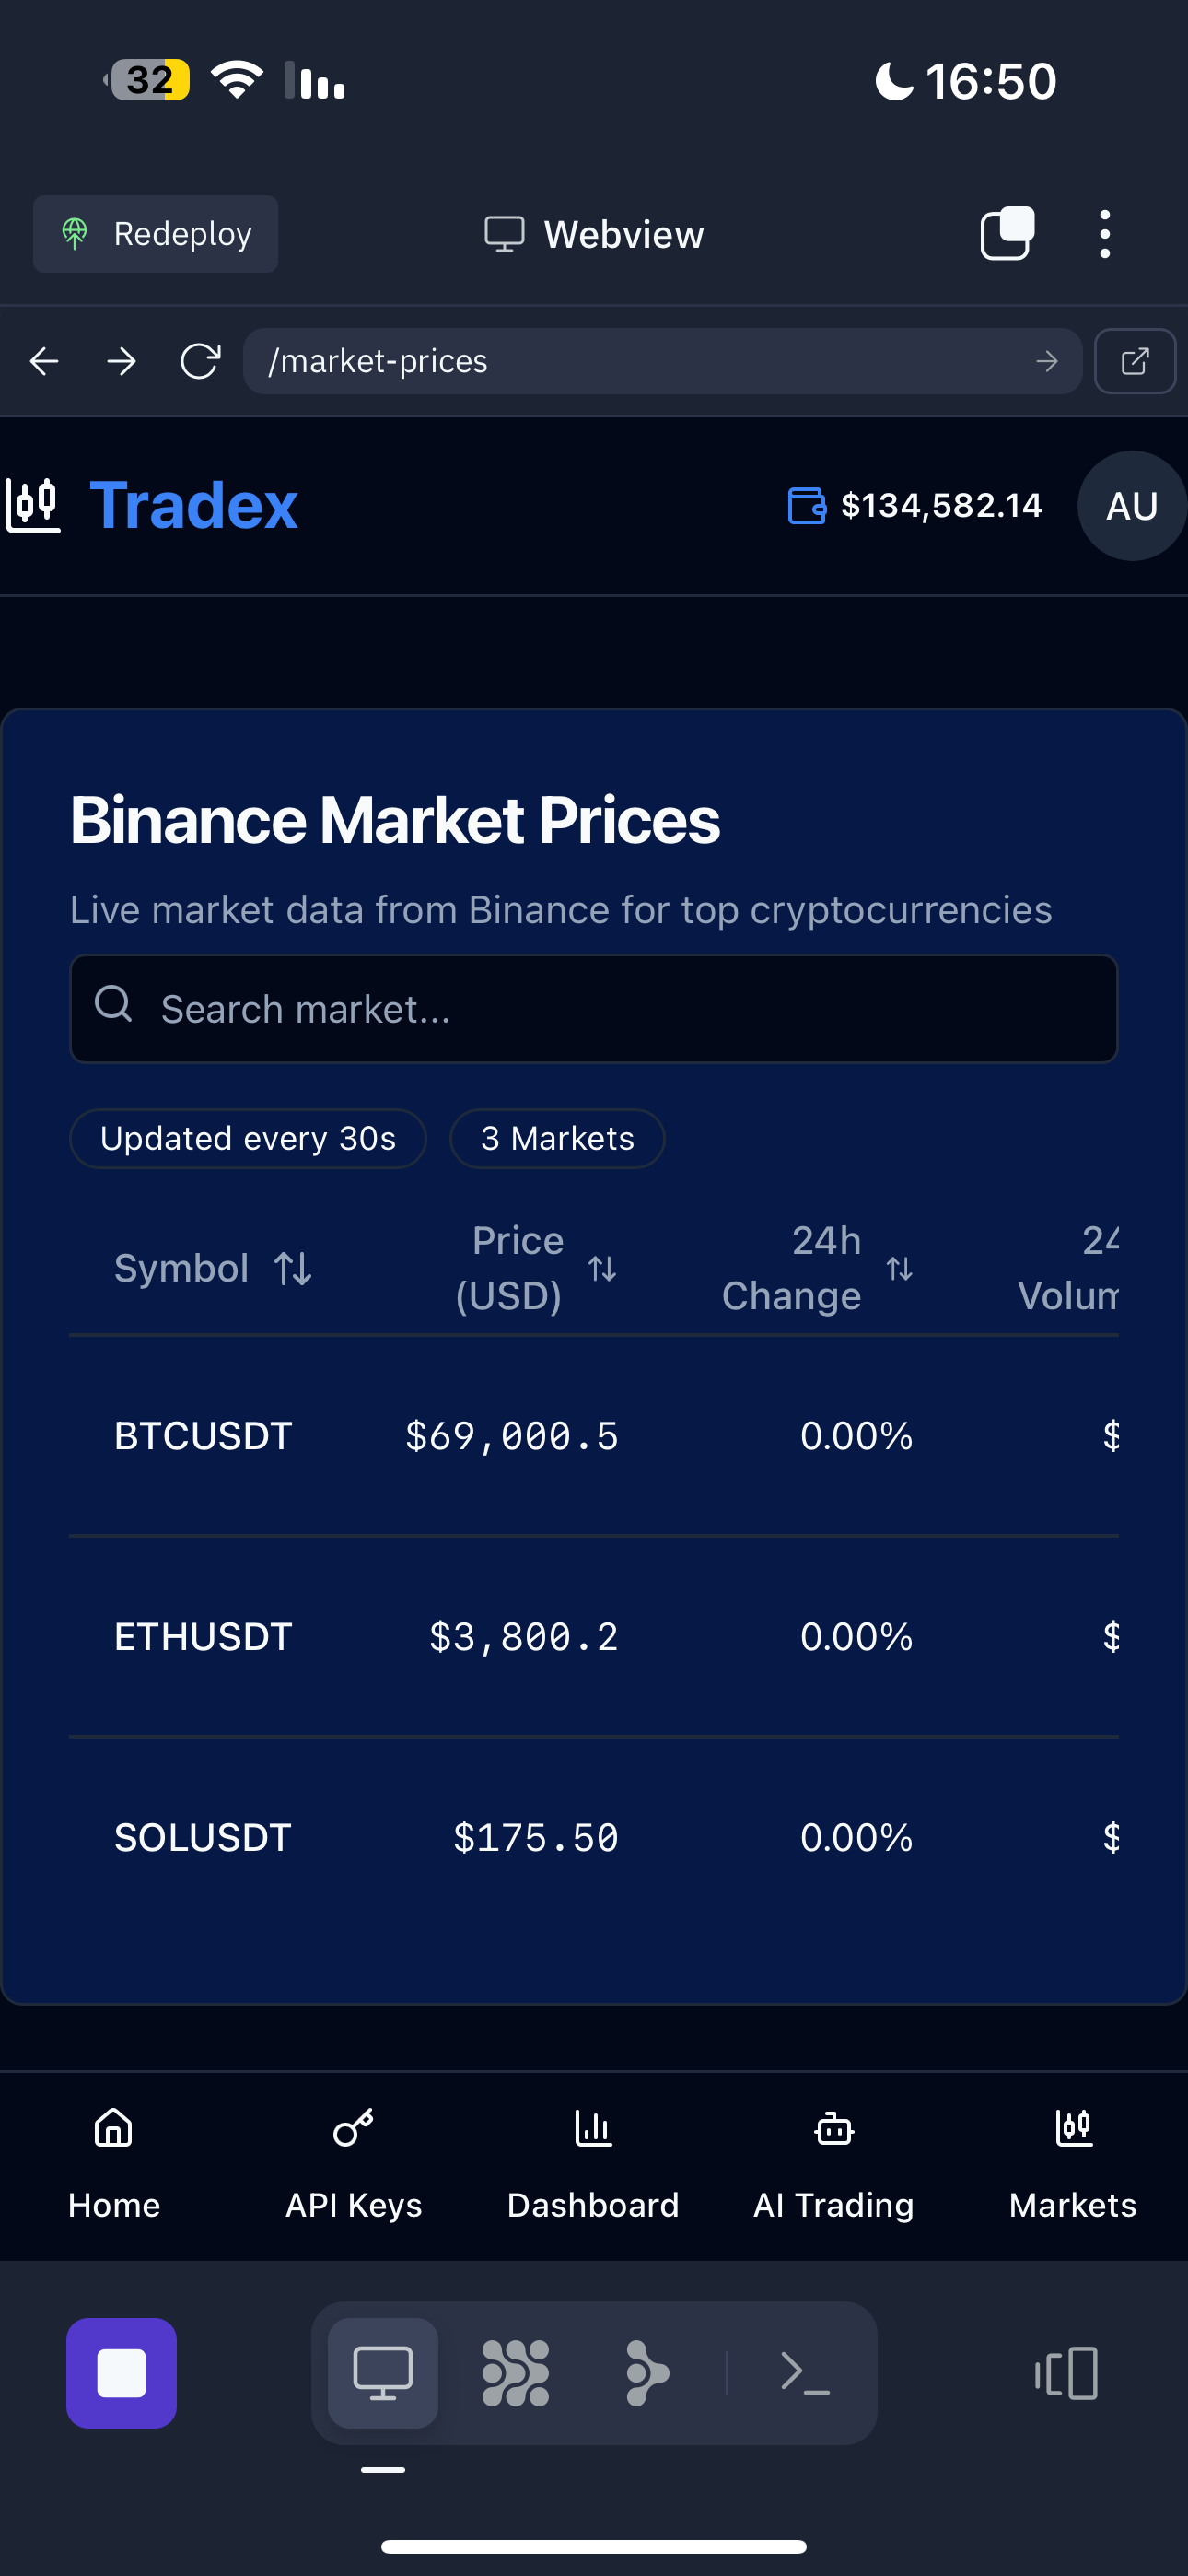 32
16:50
Redeploy
Webview
/market-prices
Tradex
$134,582.14
AU
Binance Market Prices
Live market data from Binance for top cryptocurrencies
Search market...
Updated every 30s
3 Markets
Symbol
Price (USD)
24h Change
24
Volum
BTCUSDT $69,000.5 0.00% $
ETHUSDT $3,800.2 0.00% $
SOLUSDT $175.50 0.00% $
Home API Keys Dashboard AI Trading Markets